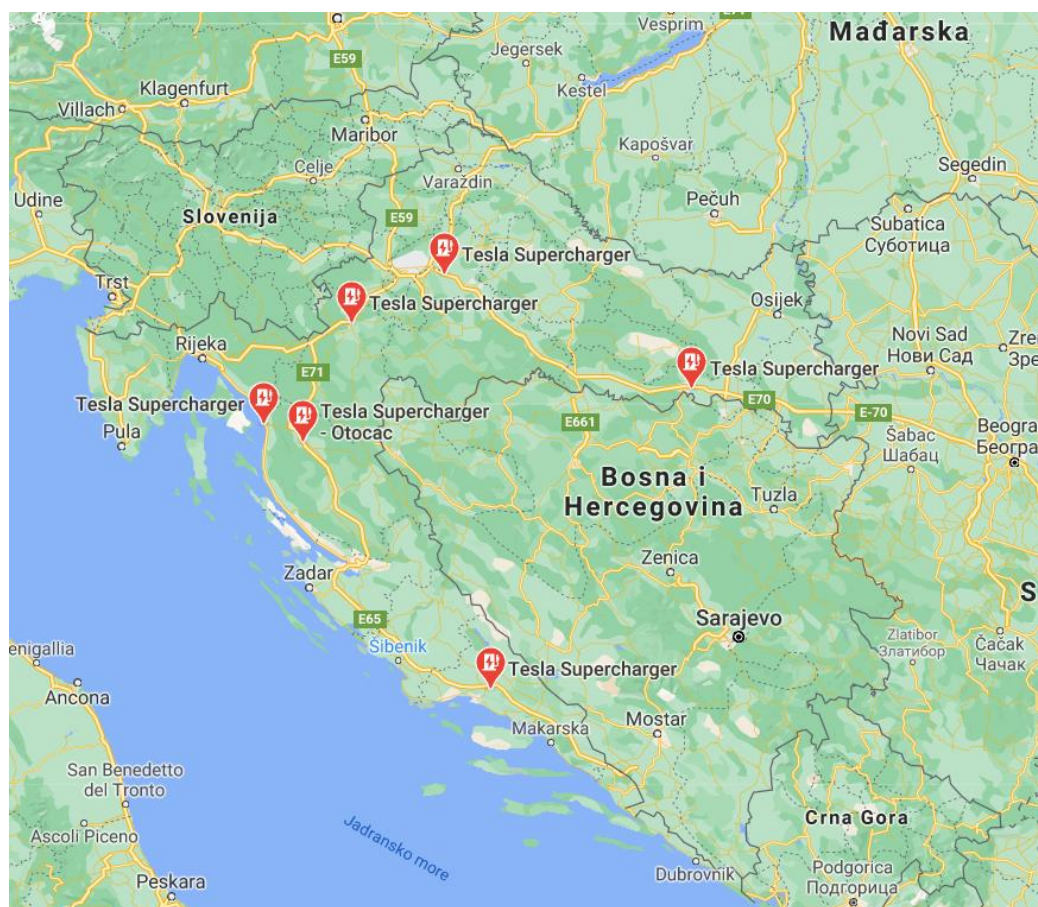 Vesprem
Mađarska
Jegersek
E59
Kestel
Klagenfurt
Villach
Maribor
Kapošvar
Celje
Varaždin
Segedin
Udine
Pečuh
Slovenija
E59
Subatica
Суботица
Tesla Supercharger
Trst
Tesla Supercharger
Osijek
Novi Sad
Нови Сад
Rijeka
E71
Tesla Supercharger
Tesla Supercharger
Tesla Supercharger
- Otocac
E70
E-70
E661
Pula
Šabac
Шабац
Beogra
Београ
Bosna i
Hercegovina
Tuzla
Zenica
Zadar
E65
Sarajevo
Šibenik
Zlatibor
Златибор
Čačak
Чачак
S
enigallia
Tesla Supercharger
Ancona
Mostar
Makarska
San Benedetto
del Tronto
Crna Gora
Jadransko more
Ascoli Piceno
Dubrovnik
Podgorica
Подгорица
Peskara